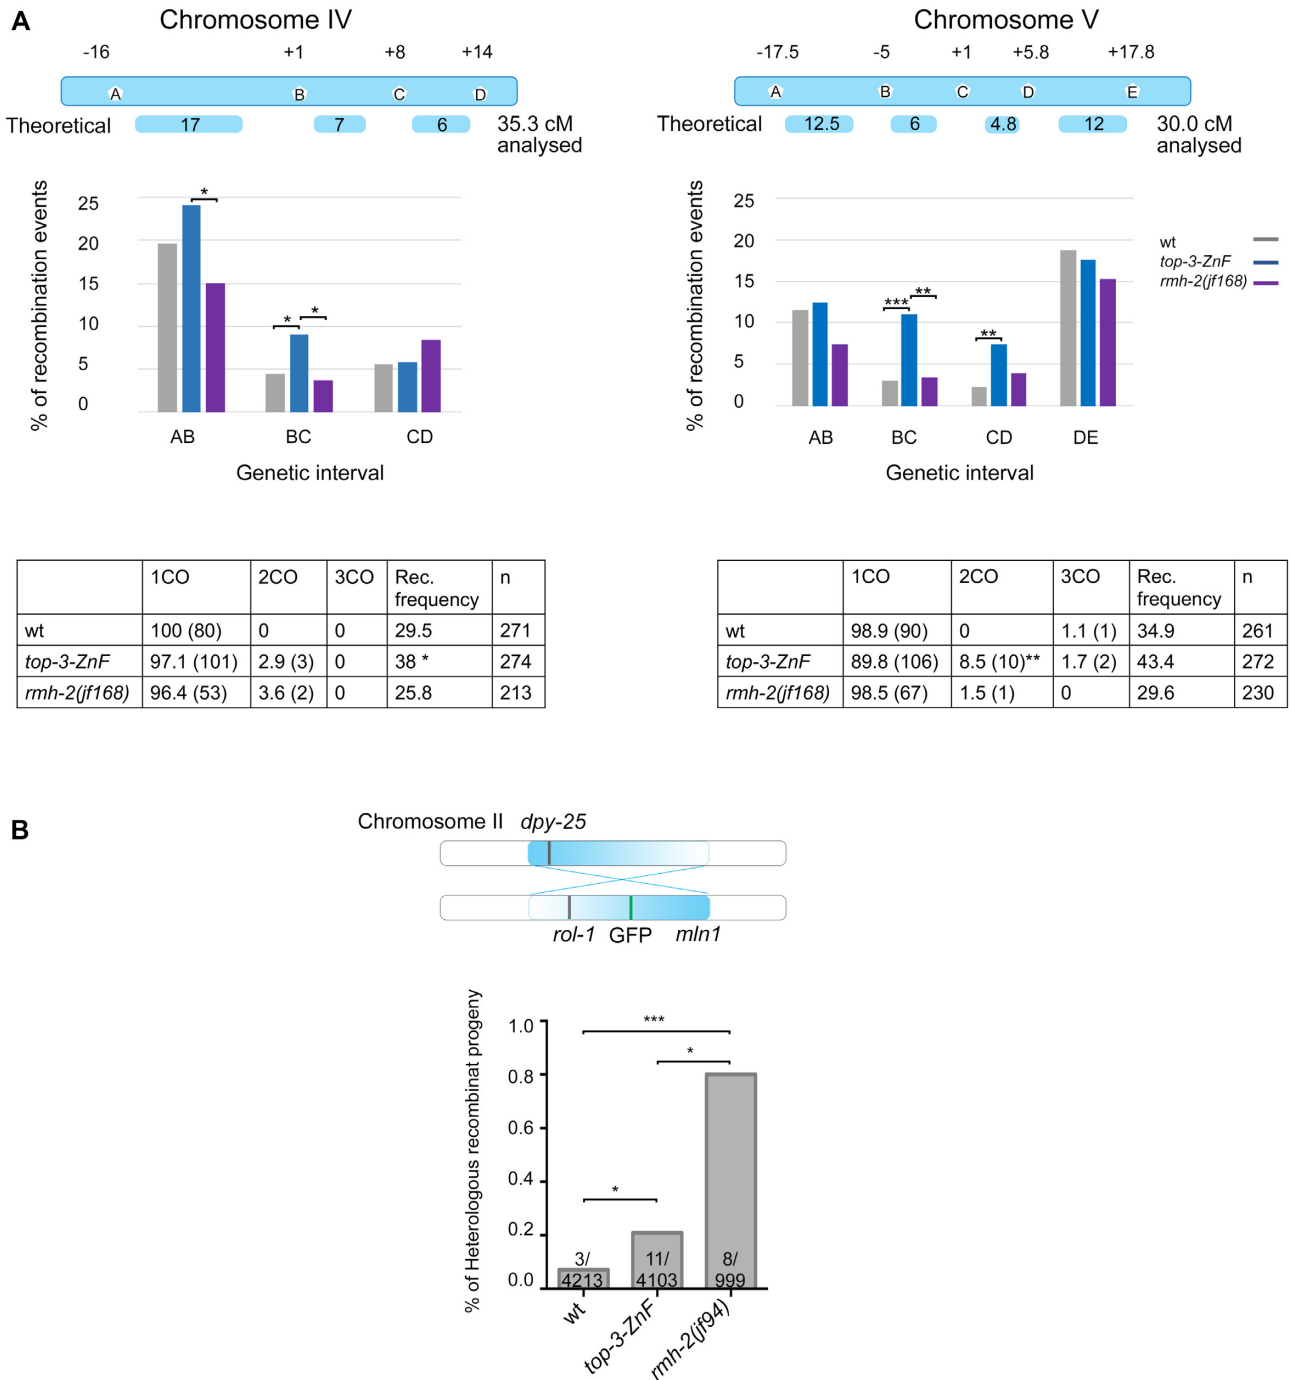 A
Chromosome IV
-16 +1 +8 +14
A B C D
Theoretical 17 7 6 35.3 cM
analysed
% of recombination events
25
20
15
10
5
0
*
* *
AB BC CD
Genetic interval
1CO 2CO 3CO Rec. frequency n
wt 100 (80) 0 0 29.5 271
top-3-ZnF 97.1 (101) 2.9 (3) 0 38 * 274
rmh-2(jf168) 96.4 (53) 3.6 (2) 0 25.8 213
Chromosome V
-17.5 -5 +1 +5.8 +17.8
A B C D E
Theoretical 12.5 6 4.8 12 30.0 cM
analysed
% of recombination events
25
20
15
10
5
0
*** **
**
AB BC CD DE
Genetic interval
wt
top-3-ZnF
rmh-2(jf168)
1CO 2CO 3CO Rec. frequency n
wt 98.9 (90) 0 1.1 (1) 34.9 261
top-3-ZnF 89.8 (106) 8.5 (10)** 1.7 (2) 43.4 272
rmh-2(jf168) 98.5 (67) 1.5 (1) 0 29.6 230
B
Chromosome II dpy-25
rol-1 GFP mln1
% of Heterologous recombinat progeny
1.0
0.8
0.6
0.4
0.2
0.0
***
*
*
3/
4213
11/
4103
8/
999
wt
top-3-ZnF
rmh-2(jf94)